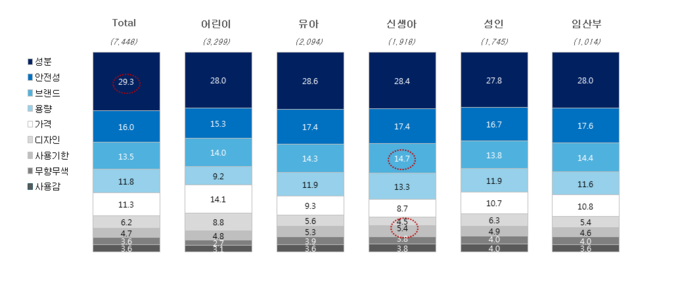 Total 어린이 유아 신생아 성인 임산부
(7,446) (3,299) (2,094) (1,918) (1,745) (1,014)
성분 29.3 28.0 28.6 28.4 27.8 28.0
안전성 16.0 15.3 17.4 17.4 16.7 17.6
브랜드 13.5 14.0 14.3 14.7 13.8 14.4
용량 11.8 9.2 11.9 13.3 11.9 11.6
가격 11.3 14.1 9.3 8.7 10.7 10.8
디자인 6.2 8.8 5.6 4.5 6.3 5.4
사용기한 4.7 4.8 5.3 5.4 4.9 4.6
무향무색 3.6 2.7 3.9 3.8 4.0 4.0
사용감 3.6 3.1 3.6 3.8 4.0 3.6